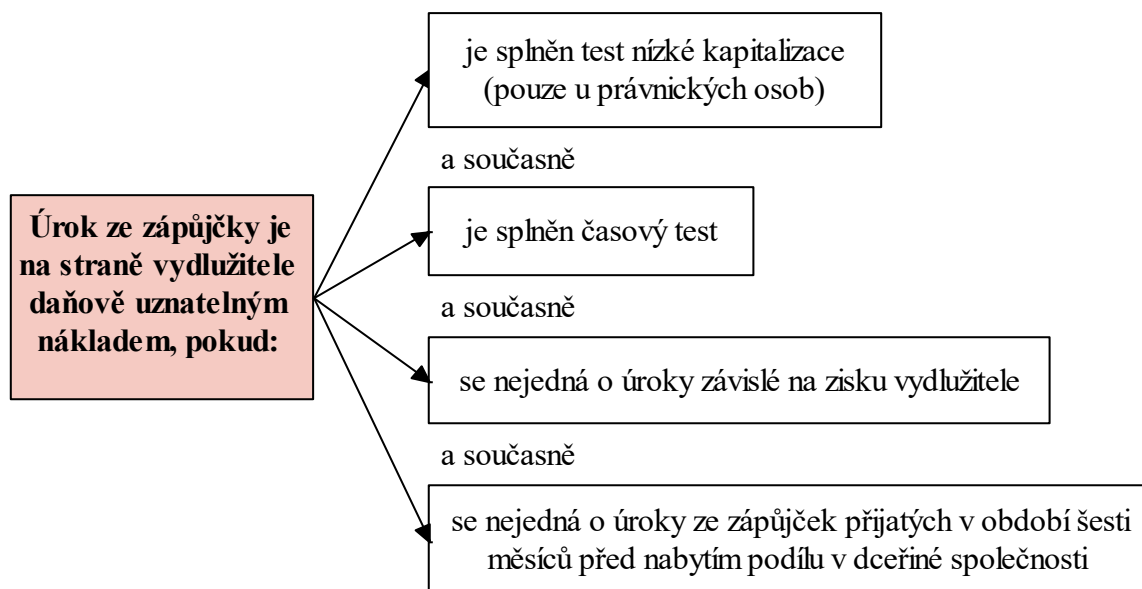 je splněn test nízké kapitalizace
(pouze u právnických osob)
a současně
Úrok ze zápůjčky je
na straně vydlužitele
daňově uznatelným
nákladem, pokud:
je splněn časový test
a současně
se nejedná o úroky závislé na zisku vydlužitele
a současně
se nejedná o úroky ze zápůjček přijatých v období šesti
měsíců před nabytím podílu v dceřiné společnosti